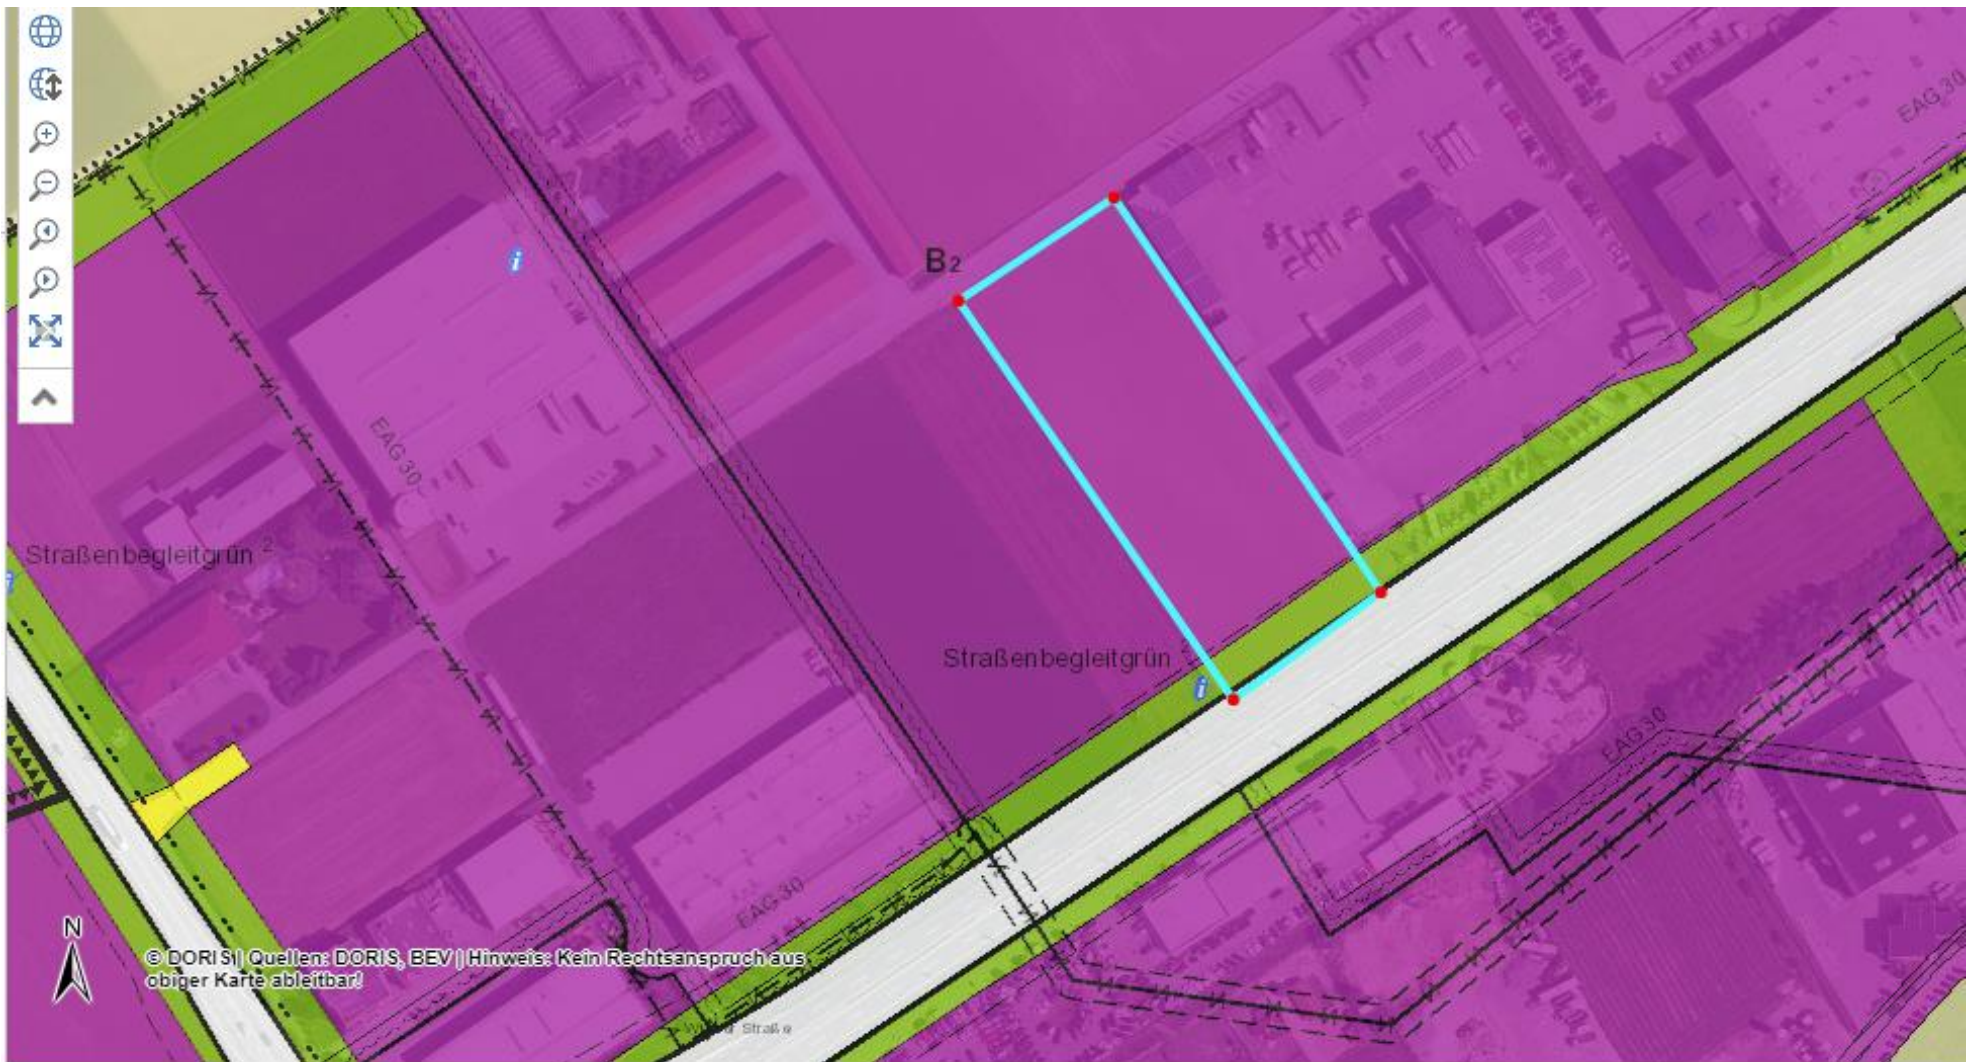 EAG 30
B2
EAG 30
Straßenbegleitgrün 2
Straßenbegleitgrün
EAG 30
EAG 30
N
© DORIS | Quellen: DORIS, BEV | Hinweis: Kein Rechtsanspruch aus
obiger Karte ableitbar!
Straße